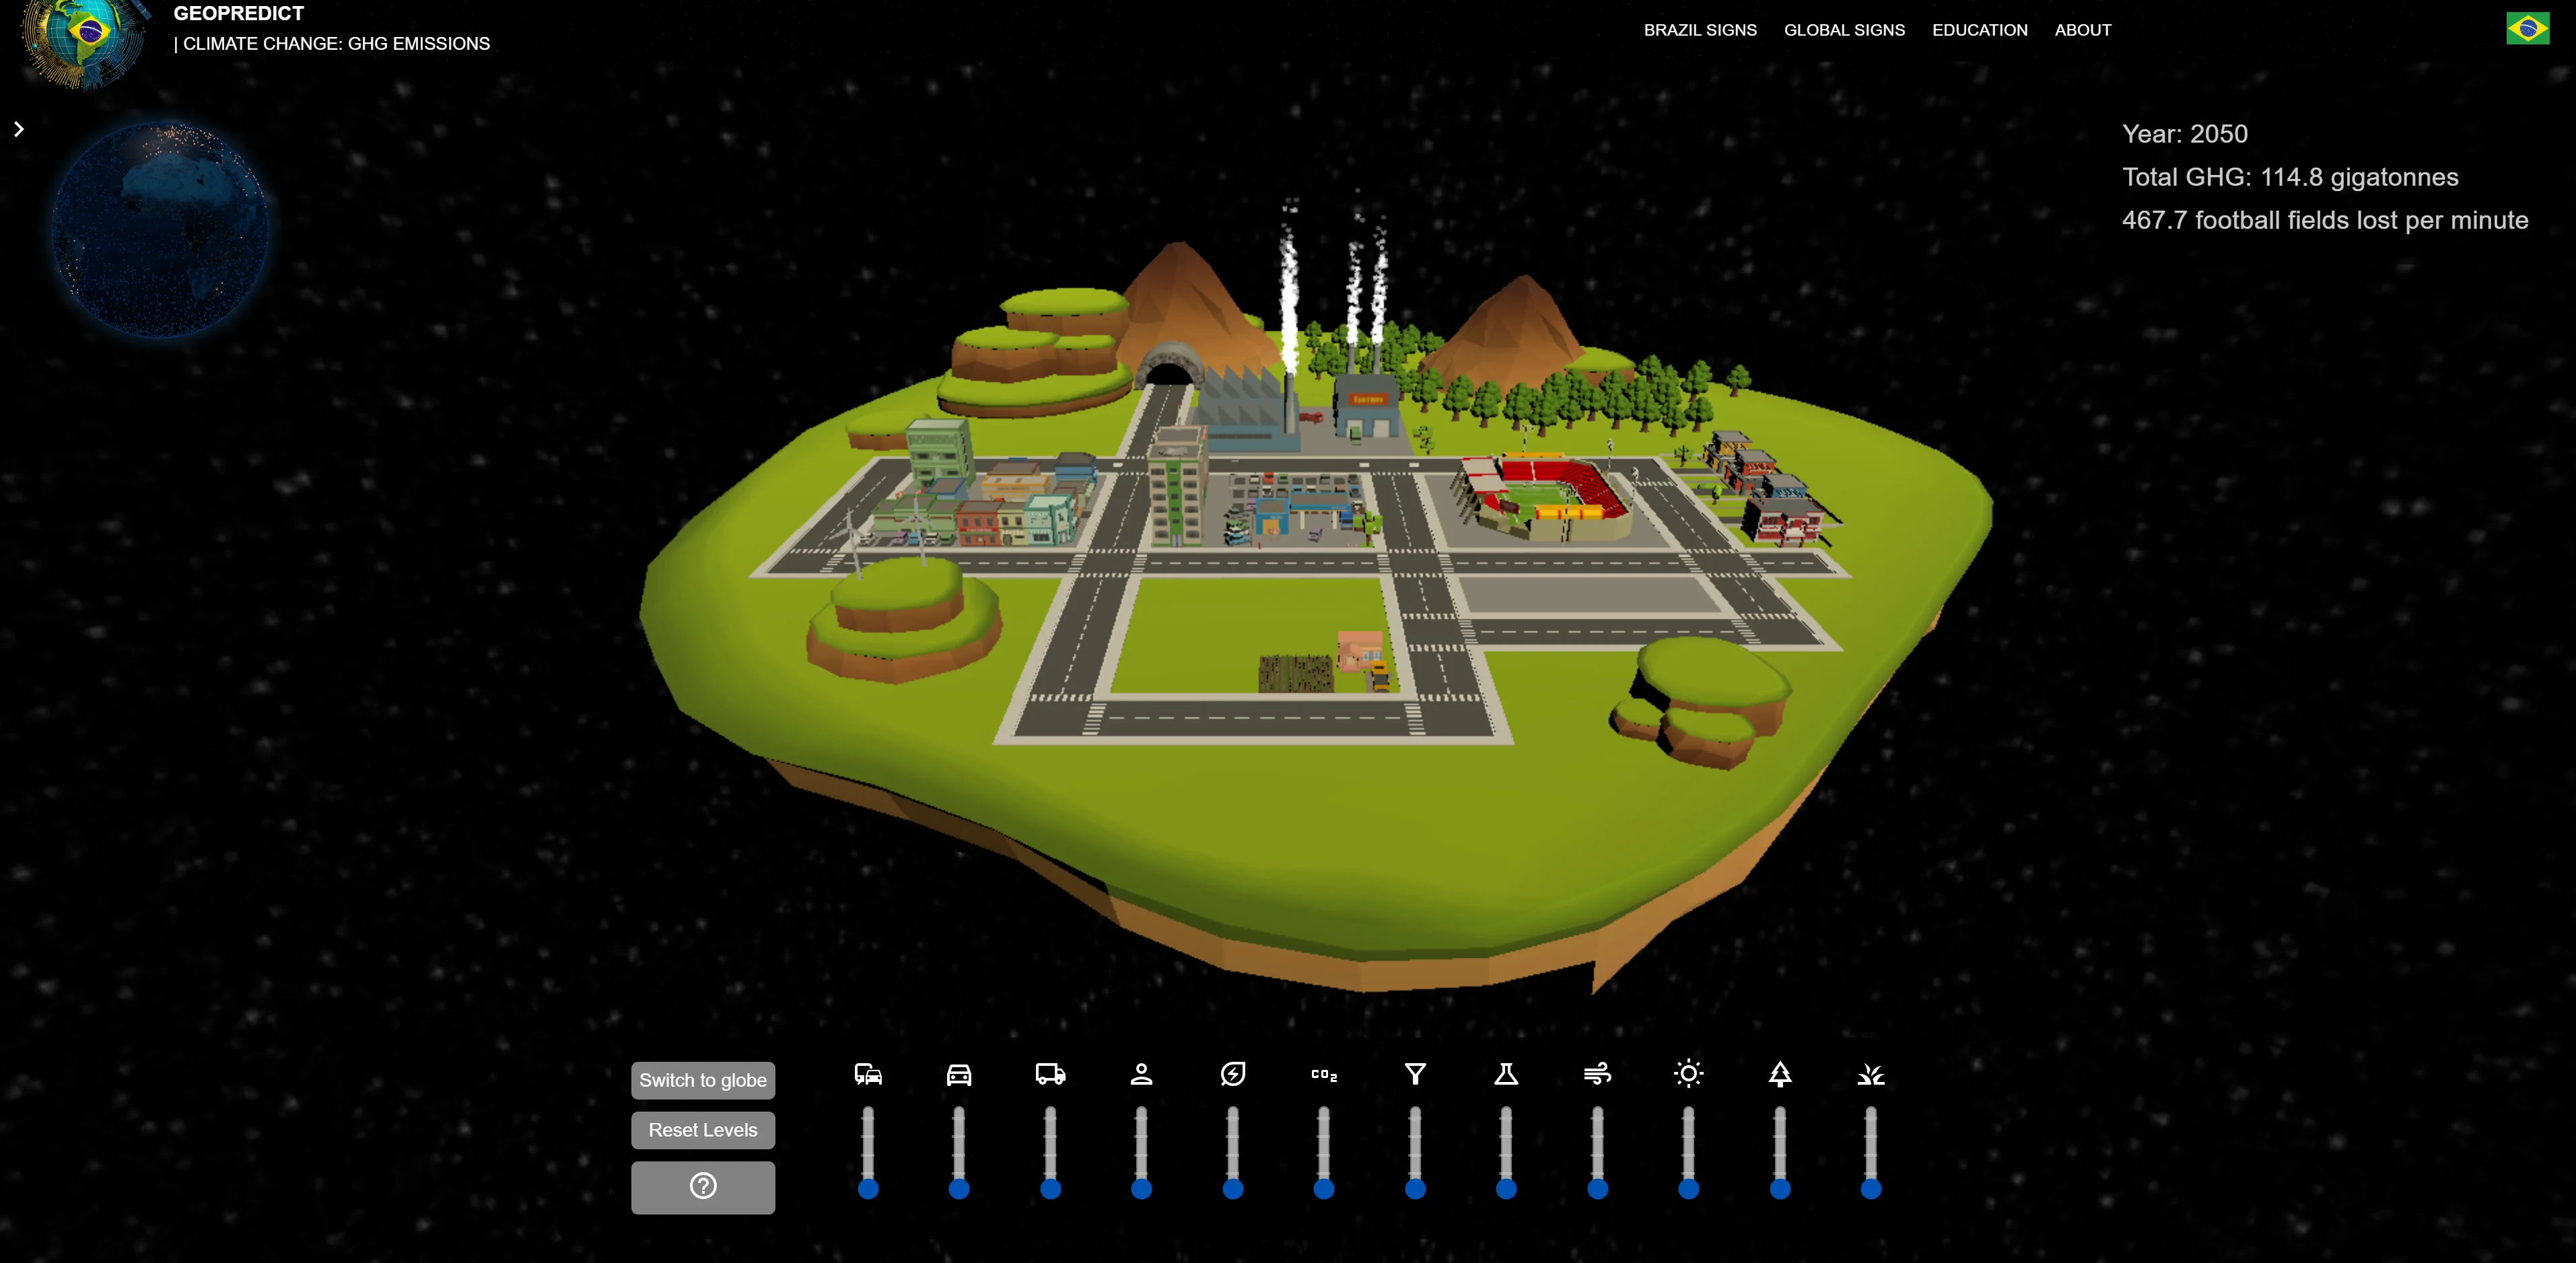 GEOPREDICT
| CLIMATE CHANGE: GHG EMISSIONS
BRAZIL SIGNS
GLOBAL SIGNS
EDUCATION
ABOUT
Year: 2050
Total GHG: 114.8 gigatonnes
467.7 football fields lost per minute
Switch to globe
Reset Levels
?
CO₂